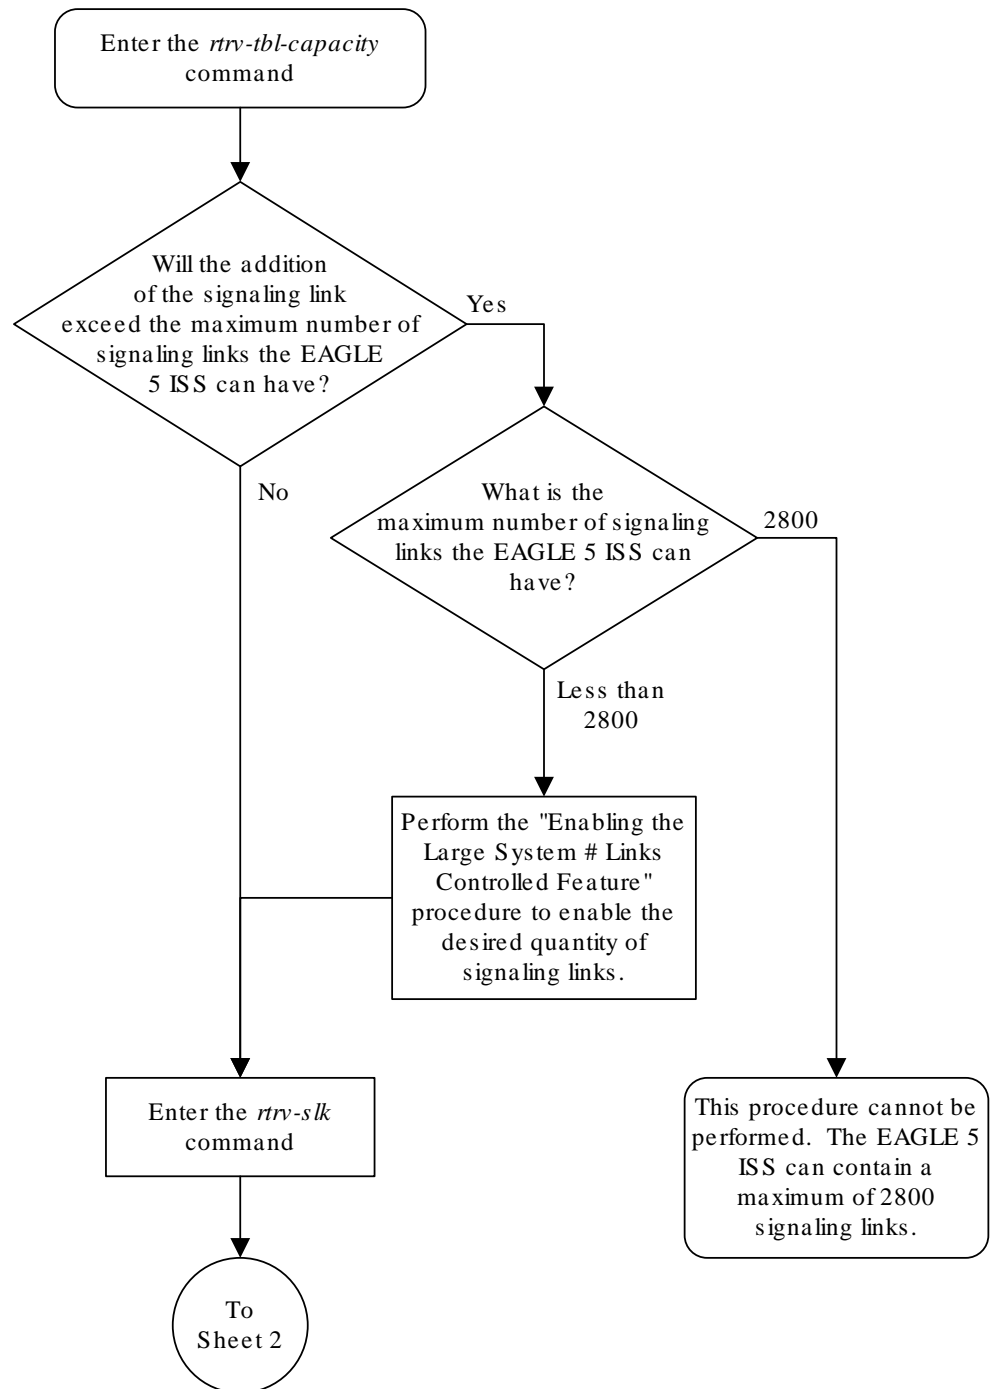 Enter the rtrv-tbl-capacity
command
Will the addition
of the signaling link
exceed the maximum number of
signaling links the EAGLE
5 ISS can have?
Yes
No
What is the
maximum number of signaling
links the EAGLE 5 ISS can
have?
2800
Less than
2800
Perform the "Enabling the
Large System # Links
Controlled Feature"
procedure to enable the
desired quantity of
signaling links.
Enter the rtrv-slk
command
This procedure cannot be
performed. The EAGLE 5
ISS can contain a
maximum of 2800
signaling links.
To
Sheet 2